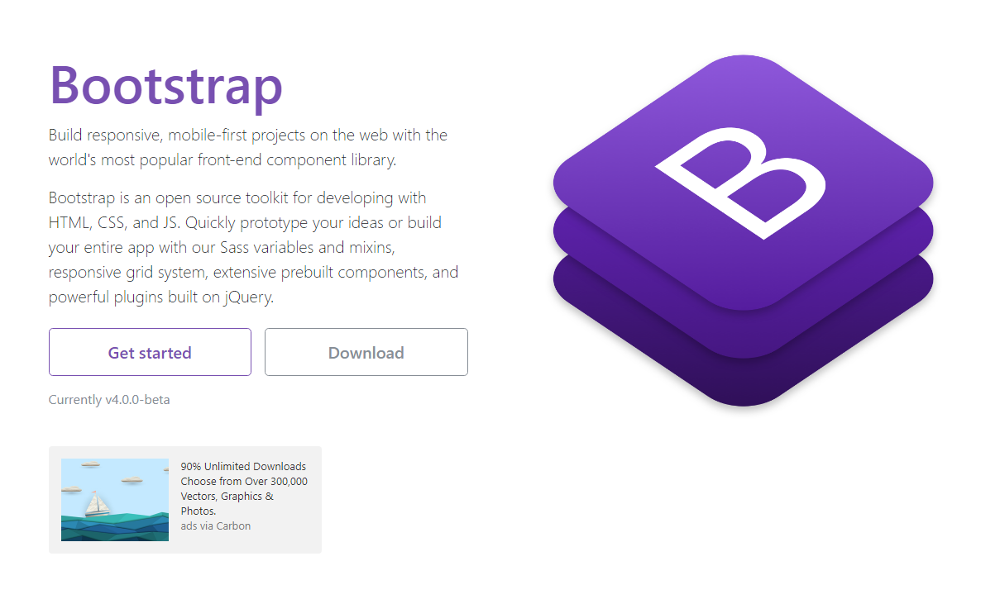 Bootstrap
Build responsive, mobile-first projects on the web with the
world's most popular front-end component library.
Bootstrap is an open source toolkit for developing with
HTML, CSS, and JS. Quickly prototype your ideas or build
your entire app with our Sass variables and mixins,
responsive grid system, extensive prebuilt components, and
powerful plugins built on jQuery.
Get started
Download
Currently v4.0.0-beta
90% Unlimited Downloads
Choose from Over 300,000
Vectors, Graphics &
Photos.
ads via Carbon
B